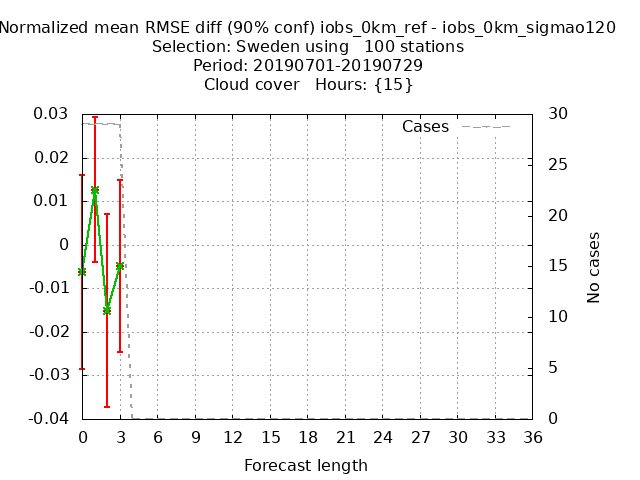 Normalized mean RMSE diff (90% conf) iobs_0km_ref - iobs_0km_sigmao120
Selection: Sweden using   100 stations
Period: 20190701-20190729
Cloud cover   Hours: {15}
Cases
0.03
0.02
0.01
0
-0.01
-0.02
-0.03
-0.04
30
25
20
15
10
5
0
No cases
0 3 6 9 12 15 18 21 24 27 30 33 36
Forecast length